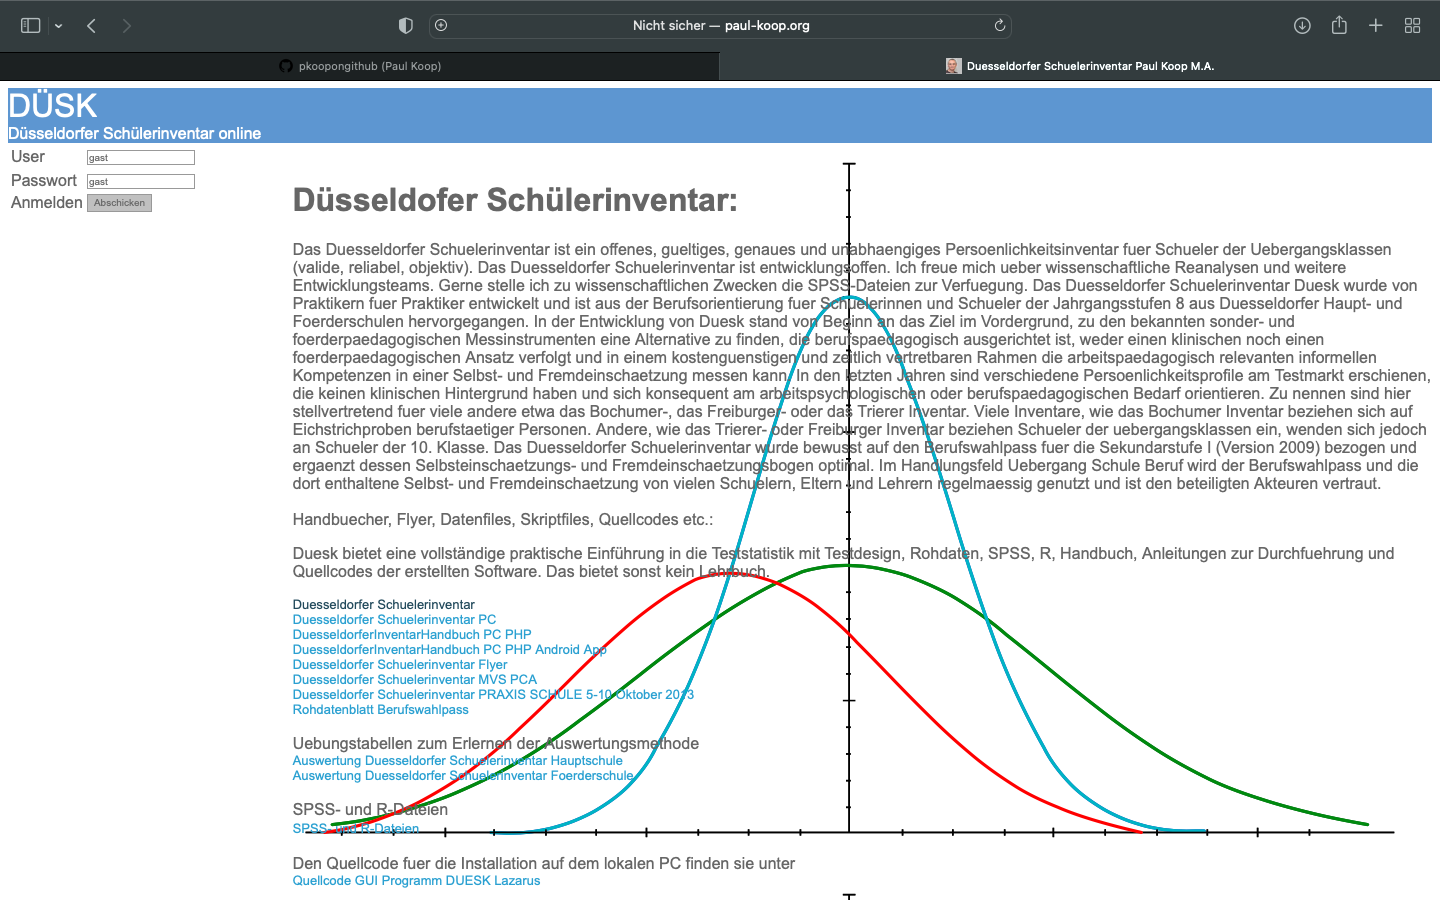 Nicht sicher — paul-koop.org
pkoopongithub (Paul Koop)
Duesseldorfer Schuelerinventar Paul Koop M.A.
DÜSK
Düsseldorfer Schülerinventar online
User gast
Passwort gast
Anmelden Abschicken
Düsseldofer Schülerinventar:
Das Duesseldorfer Schuelerinventar ist ein offenes, gueltiges, genaues und unabhaengiges Persoenlichkeitsinventar fuer Schueler der Uebergangsklassen
(valide, reliabel, objektiv). Das Duesseldorfer Schuelerinventar ist entwicklungsoffen. Ich freue mich ueber wissenschaftliche Reanalysen und weitere
Entwicklungsteams. Gerne stelle ich zu wissenschaftlichen Zwecken die SPSS-Dateien zur Verfuegung. Das Duesseldorfer Schuelerinventar Duesk wurde von
Praktikern fuer Praktiker entwickelt und ist aus der Berufsorientierung fuer Schuelerinnen und Schueler der Jahrgangsstufen 8 aus Duesseldorfer Haupt- und
Foerderschulen hervorgegangen. In der Entwicklung von Duesk stand von Beginn an das Ziel im Vordergrund, zu den bekannten sonder- und
foerderpaedagogischen Messinstrumenten eine Alternative zu finden, die berufspaedagogisch ausgerichtet ist, weder einen klinischen noch einen
foerderpaedagogischen Ansatz verfolgt und in einem kostenguenstigen und zeitlich vertretbaren Rahmen die arbeitspaedagogisch relevanten informellen
Kompetenzen in einer Selbst- und Fremdeinschaetzung messen kann. In den letzten Jahren sind verschiedene Persoenlichkeitsprofile am Testmarkt erschienen,
die keinen klinischen Hintergrund haben und sich konsequent am arbeitspsychologischen oder berufspaedagogischen Bedarf orientieren. Zu nennen sind hier
stellvertretend fuer viele andere etwa das Bochumer-, das Freiburger- oder das Trierer Inventar. Viele Inventare, wie das Bochumer Inventar beziehen sich auf
Eichstrichproben berufstaetiger Personen. Andere, wie das Trierer- oder Freiburger Inventar beziehen Schueler der uebergangsklassen ein, wenden sich jedoch
an Schueler der 10. Klasse. Das Duesseldorfer Schuelerinventar wurde bewusst auf den Berufswahlpass fuer die Sekundarstufe I (Version 2009) bezogen und
ergaenzt dessen Selbsteinschaetzungs- und Fremdeinschaetzungsbogen optimal. Im Handlungsfeld Uebergang Schule Beruf wird der Berufswahlpass und die
dort enthaltene Selbst- und Fremdeinschaetzung von vielen Schuelern, Eltern und Lehrern regelmaessig genutzt und ist den beteiligten Akteuren vertraut.
Handbuecher, Flyer, Datenfiles, Skriptfiles, Quellcodes etc.:
Duesk bietet eine vollständige praktische Einführung in die Teststatistik mit Testdesign, Rohdaten, SPSS, R, Handbuch, Anleitungen zur Durchfuehrung und
Quellcodes der erstellten Software. Das bietet sonst kein Lehrbuch.
Duesseldorfer Schuelerinventar
Duesseldorfer Schuelerinventar PC
DuesseldorferInventarHandbuch PC PHP
DuesseldorferInventarHandbuch PC PHP Android App
Duesseldorfer Schuelerinventar Flyer
Duesseldorfer Schuelerinventar MVS PCA
Duesseldorfer Schuelerinventar PRAXIS SCHULE 5-10 Oktober 2013
Rohdatenblatt Berufswahlpass
Uebungstabellen zum Erlernen der Auswertungsmethode
Auswertung Duesseldorfer Schuelerinventar Hauptschule
Auswertung Duesseldorfer Schuelerinventar Foerderschule
SPSS- und R-Dateien
SPSS- und R-Dateien
Den Quellcode fuer die Installation auf dem lokalen PC finden sie unter
Quellcode GUI Programm DUESK Lazarus